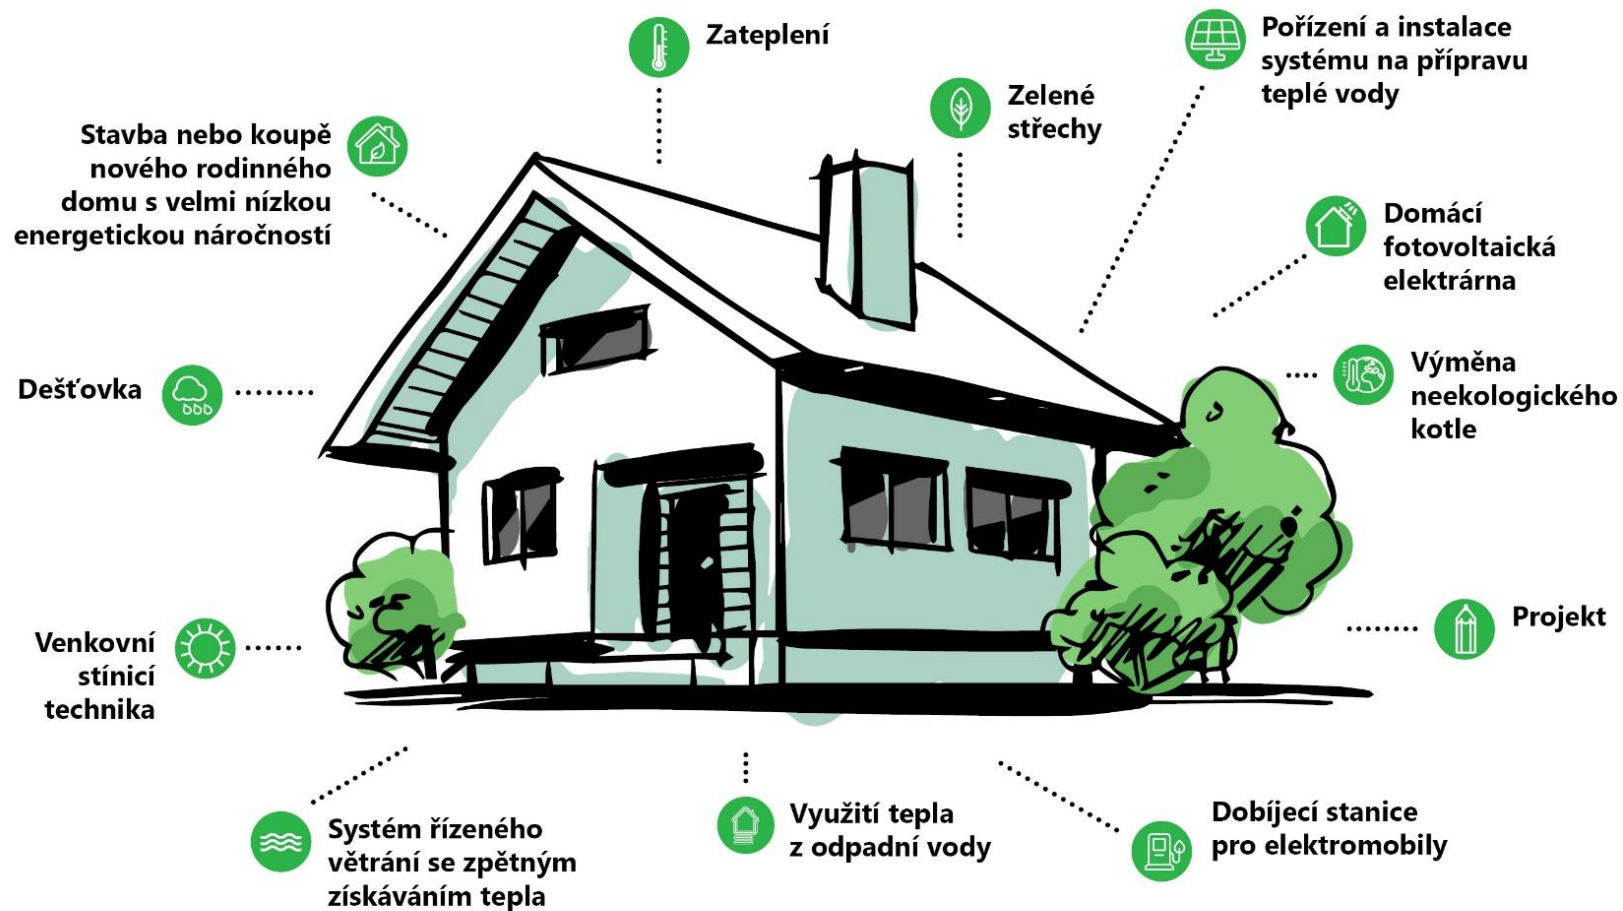 Zateplení
Pořízení a instalace
systému na přípravu
teplé vody
Zelené
střechy
Stavba nebo koupě
nového rodinného
domu s velmi nízkou
energetickou náročností
Domácí
fotovoltaická
elektrárna
Dešťovka
Výměna
neekologického
kotle
Venkovní
stínicí
technika
Projekt
Systém řízeného
větrání se zpětným
získáváním tepla
Využití tepla
z odpadní vody
Dobíjecí stanice
pro elektromobily